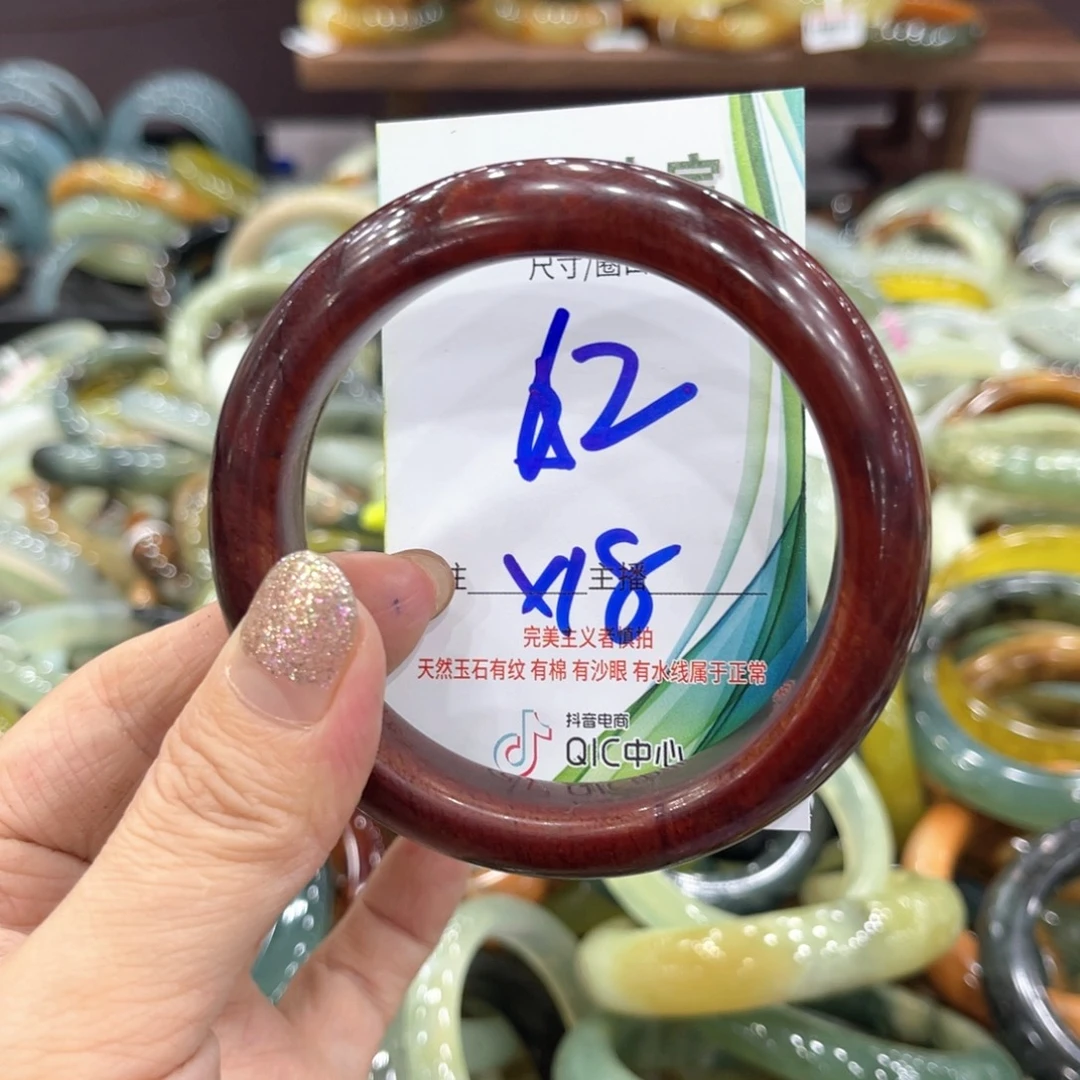 尺寸/圈口
62
x18
注 主播
完美主义者慎拍
天然玉石有纹 有棉 有沙眼 有水线属于正常
抖音电商
QIC中心